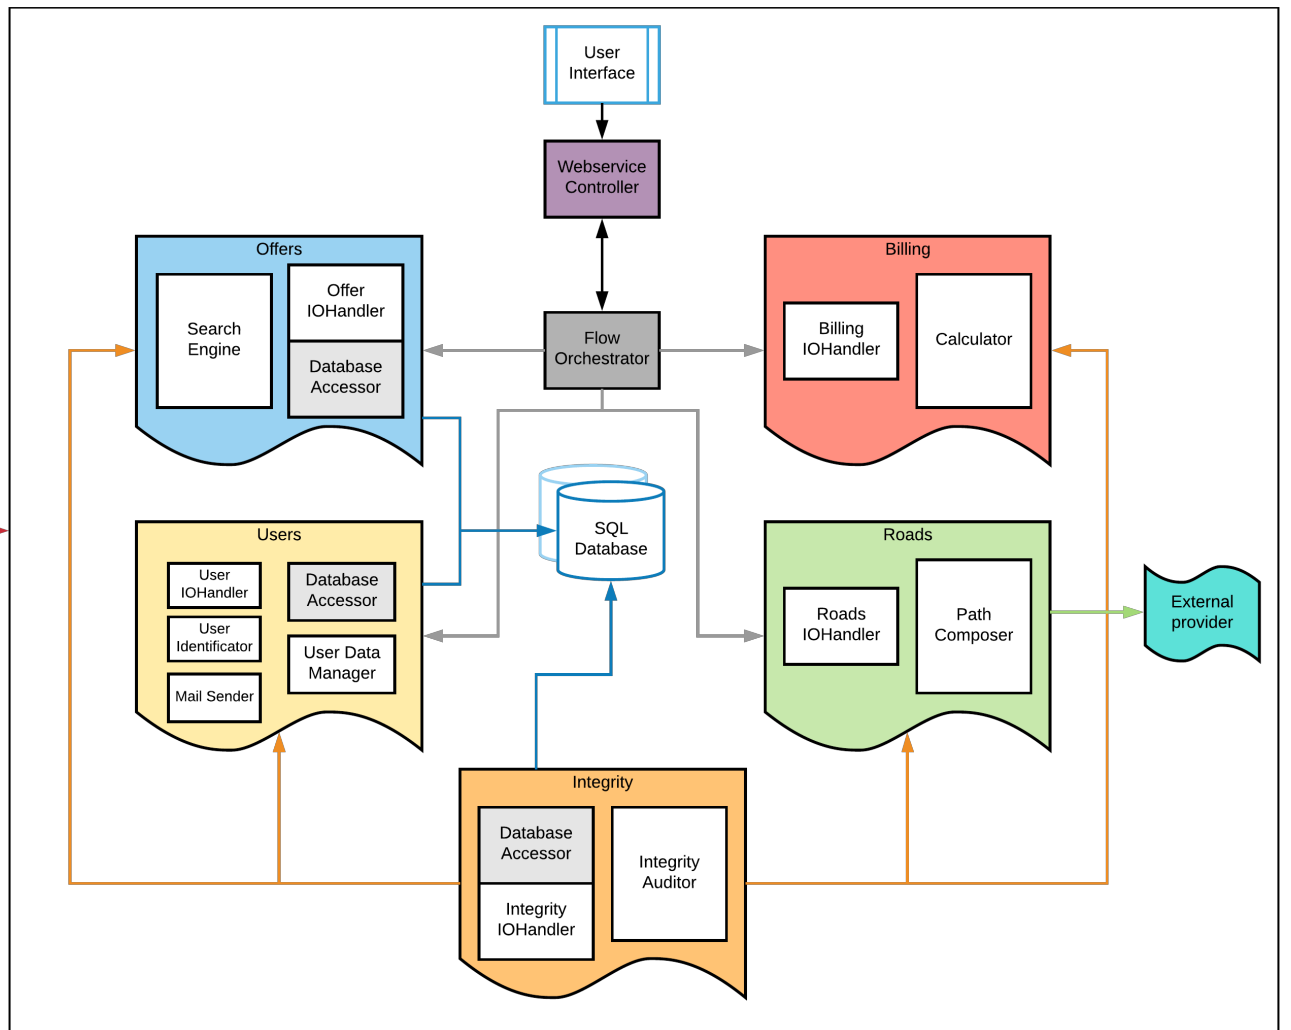 User
Interface
Webservice
Controller
Offers
Search
Engine
Offer
IOHandler
Database
Accessor
Flow
Orchestrator
Billing
Billing
IOHandler
Calculator
SQL
Database
Users
User
IOHandler
User
Identificator
Mail Sender
Database
Accessor
User Data
Manager
Roads
Roads
IOHandler
Path
Composer
External
provider
Integrity
Database
Accessor
Integrity
IOHandler
Integrity
Auditor